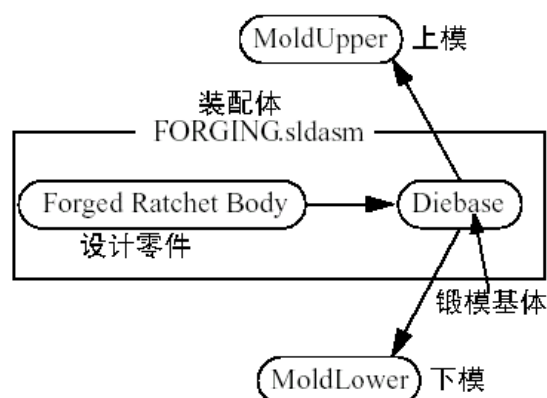 MoldUpper 上模
装配体
FORGING.sldasm
Forged Ratchet Body
Diebase
设计零件
锻模基体
MoldLower 下模